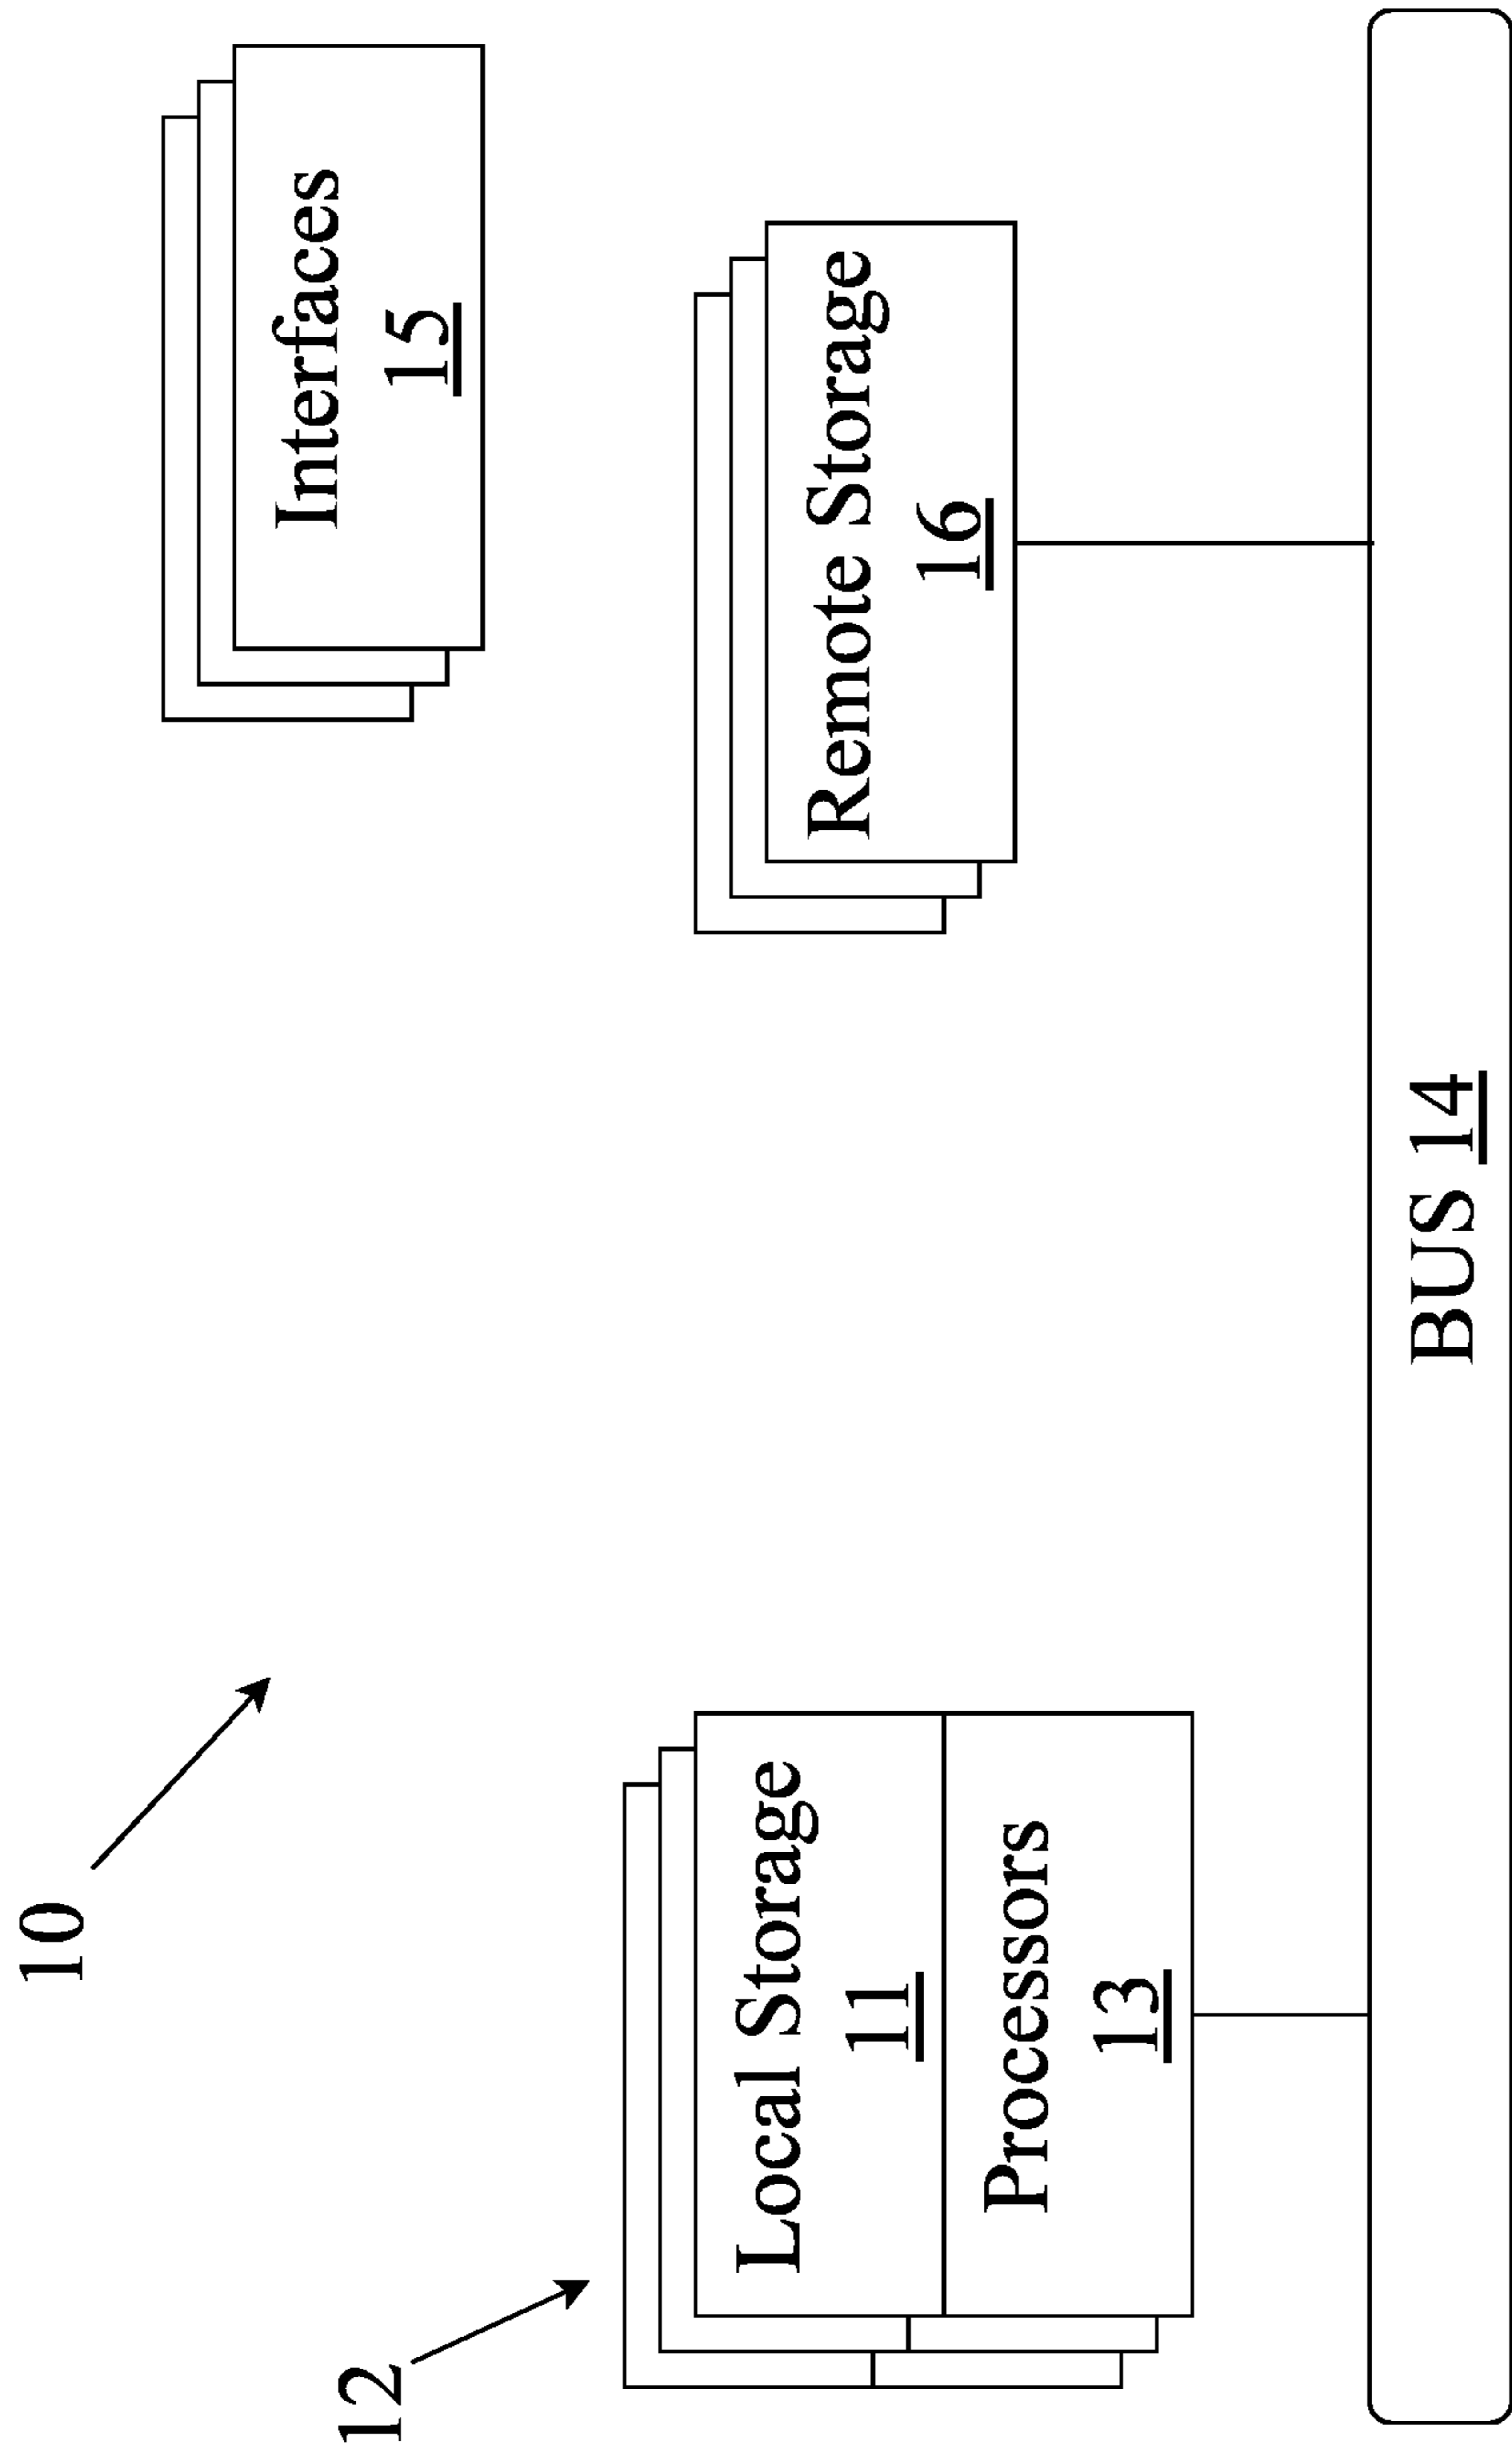 10
Interfaces
15
12
Local Storage
11
Processors
13
Remote Storage
16
BUS 14